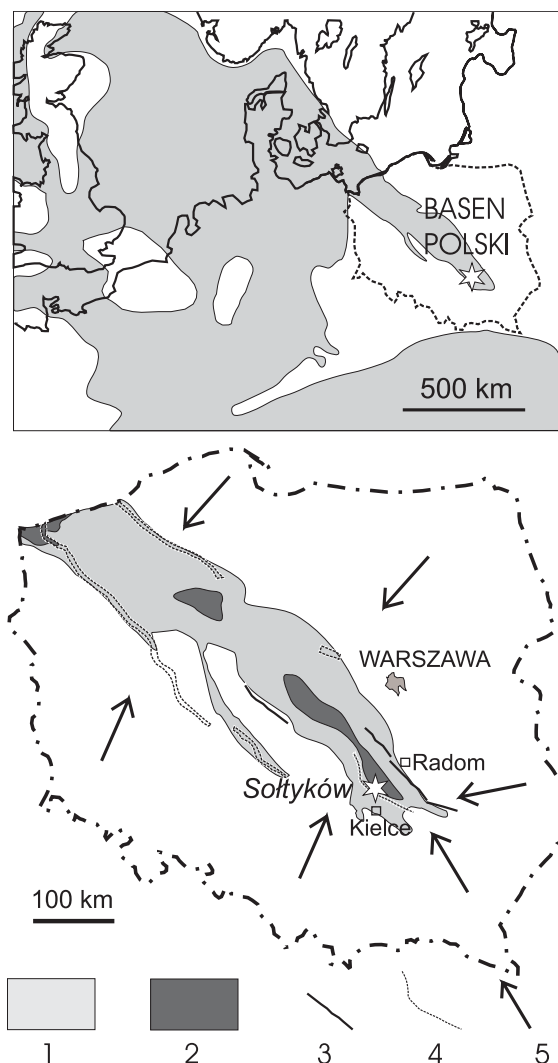 BASEN
POLSKI
500 km
WARSZAWA
Radom
Sołtyków
Kielce
100 km
1 2 3 4 5